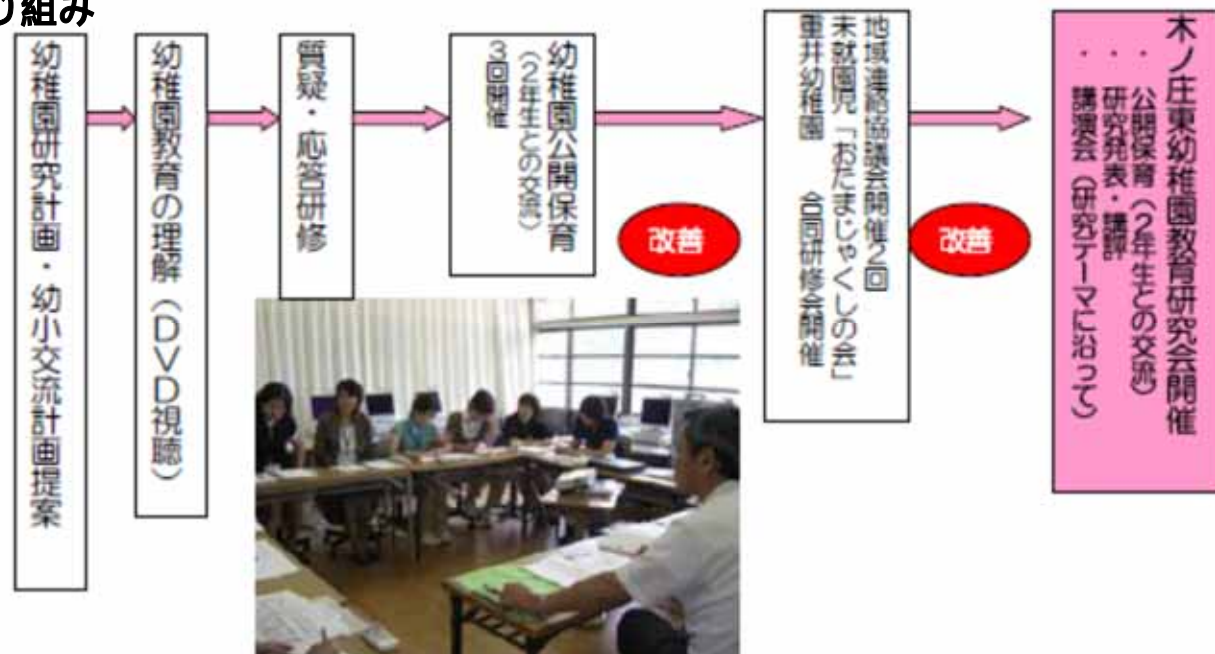 り組み
幼稚園研究計画・幼小交流計画提案
幼稚園教育の理解（DVD視聴）
質疑・応答研修
幼稚園公開保育
（2年生との交流）
3回開催
改善
地域連絡協議会開催2回
未就園児「おたまじゃくしの会」
重井幼稚園 合同研修会開催
改善
木ノ庄東幼稚園教育研究会開催
・ 公開保育（2年生との交流）
・ 研究発表・講評
・ 講演会（研究テーマに沿って）